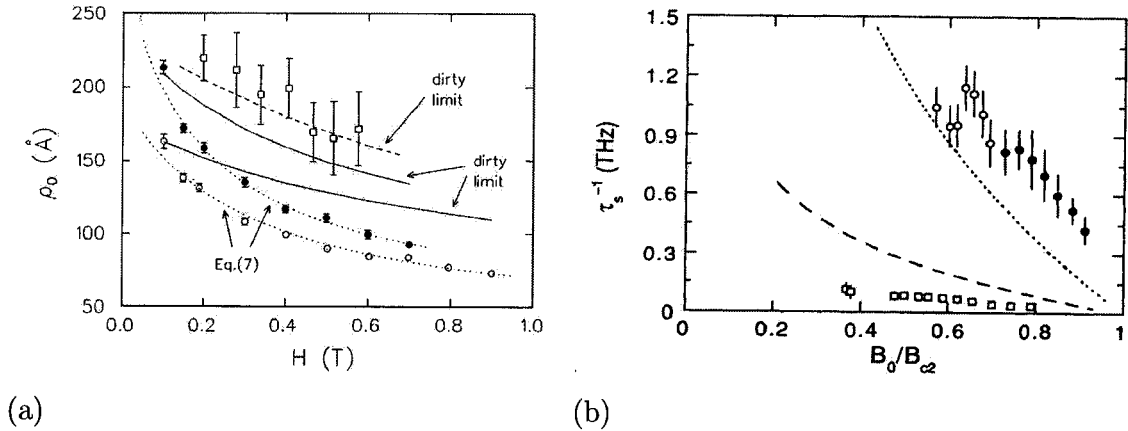 250
200
150
100
50
ρ₀ (Å)
0.0 0.2 0.4 0.6 0.8 1.0
H (T)
dirty
limit
dirty
limit
Eq.(7)
(a)
1.5
1.2
0.9
0.6
0.3
0
τs⁻¹ (THz)
0 0.2 0.4 0.6 0.8 1
B₀/Bc2
(b)